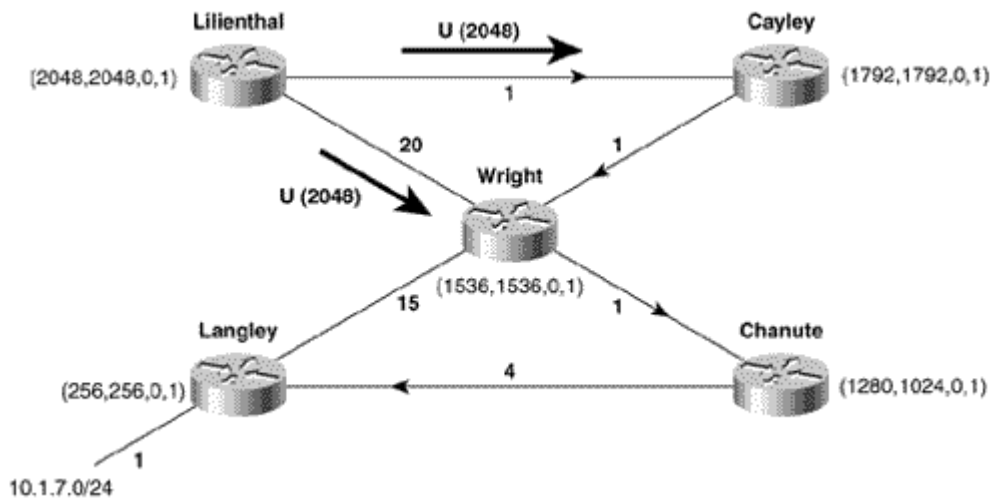 Lilienthal
Cayley
U (2048)
(2048,2048,0,1)
(1792,1792,0,1)
1
20
1
Wright
U (2048)
(1536,1536,0,1)
15
1
Langley
Chanute
4
(256,256,0,1)
(1280,1024,0,1)
1
10.1.7.0/24